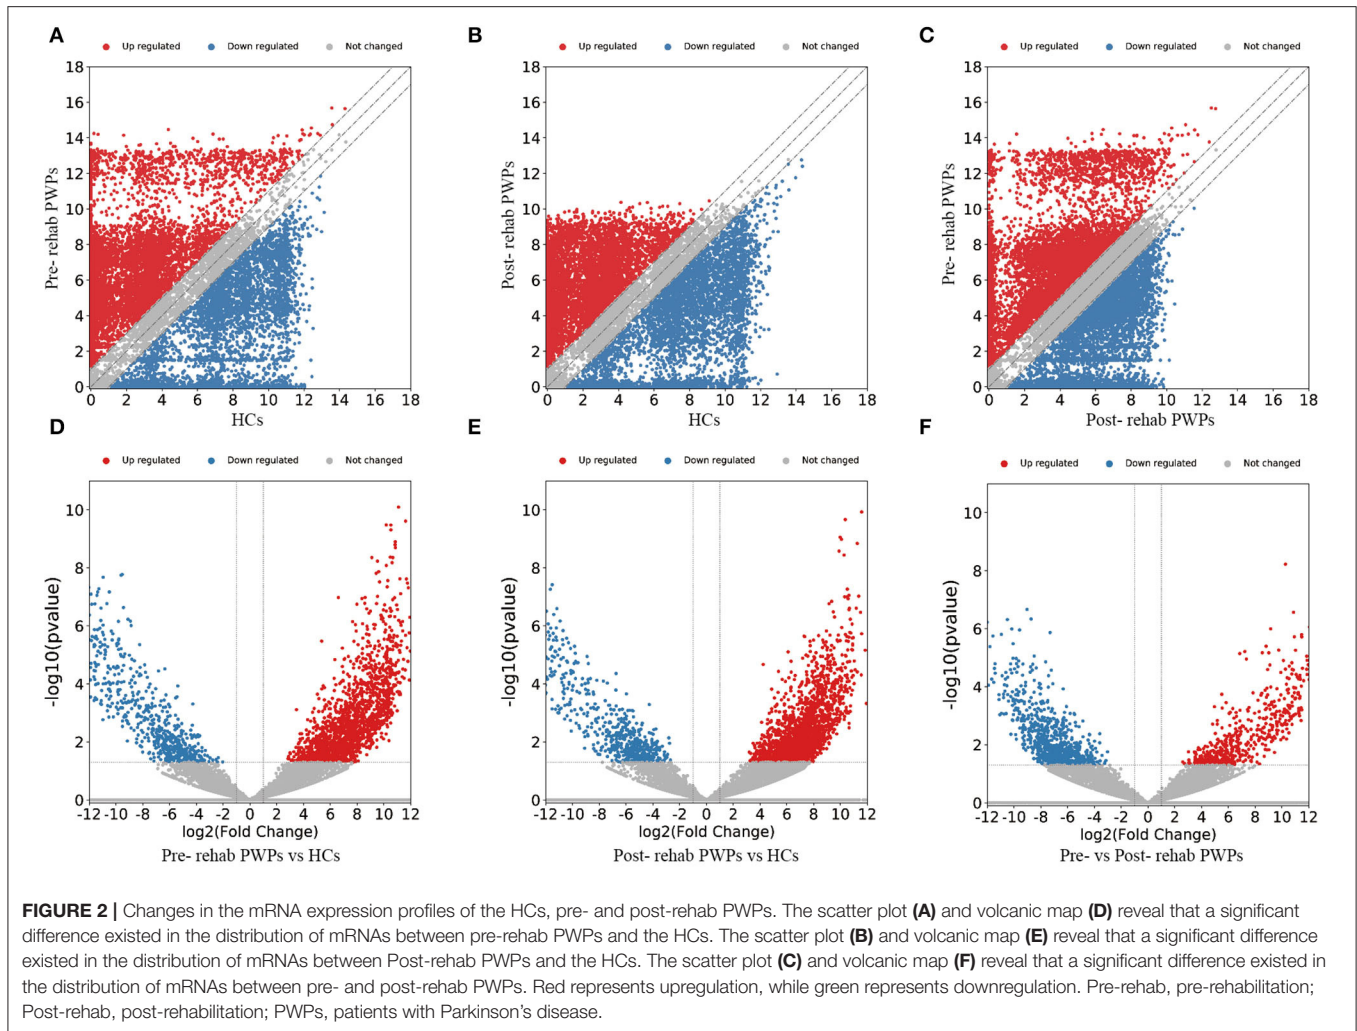 A
Up regulated Down regulated Not changed
18
16
14
12
10
8
6
4
2
0
Pre- rehab PWPs
0 2 4 6 8 10 12 14 16 18
HCs
B
Up regulated Down regulated Not changed
18
16
14
12
10
8
6
4
2
0
Post- rehab PWPs
0 2 4 6 8 10 12 14 16 18
HCs
C
Up regulated Down regulated Not changed
18
16
14
12
10
8
6
4
2
0
Pre- rehab PWPs
0 2 4 6 8 10 12 14 16 18
Post- rehab PWPs
D
Up regulated Down regulated Not changed
10
8
6
4
2
0
-log10(pvalue)
-12 -10 -8 -6 -4 -2 0 2 4 6 8 10 12
log2(Fold Change)
Pre- rehab PWPs vs HCs
E
Up regulated Down regulated Not changed
10
8
6
4
2
0
-log10(pvalue)
-12 -10 -8 -6 -4 -2 0 2 4 6 8 10 12
log2(Fold Change)
Post- rehab PWPs vs HCs
F
Up regulated Down regulated Not changed
10
8
6
4
2
0
-log10(pvalue)
-12 -10 -8 -6 -4 -2 0 2 4 6 8 10 12
log2(Fold Change)
Pre- vs Post- rehab PWPs
FIGURE 2 | Changes in the mRNA expression profiles of the HCs, pre- and post-rehab PWPs. The scatter plot (A) and volcanic map (D) reveal that a significant
difference existed in the distribution of mRNAs between pre-rehab PWPs and the HCs. The scatter plot (B) and volcanic map (E) reveal that a significant difference
existed in the distribution of mRNAs between Post-rehab PWPs and the HCs. The scatter plot (C) and volcanic map (F) reveal that a significant difference existed in
the distribution of mRNAs between pre- and post-rehab PWPs. Red represents upregulation, while green represents downregulation. Pre-rehab, pre-rehabilitation;
Post-rehab, post-rehabilitation; PWPs, patients with Parkinson's disease.